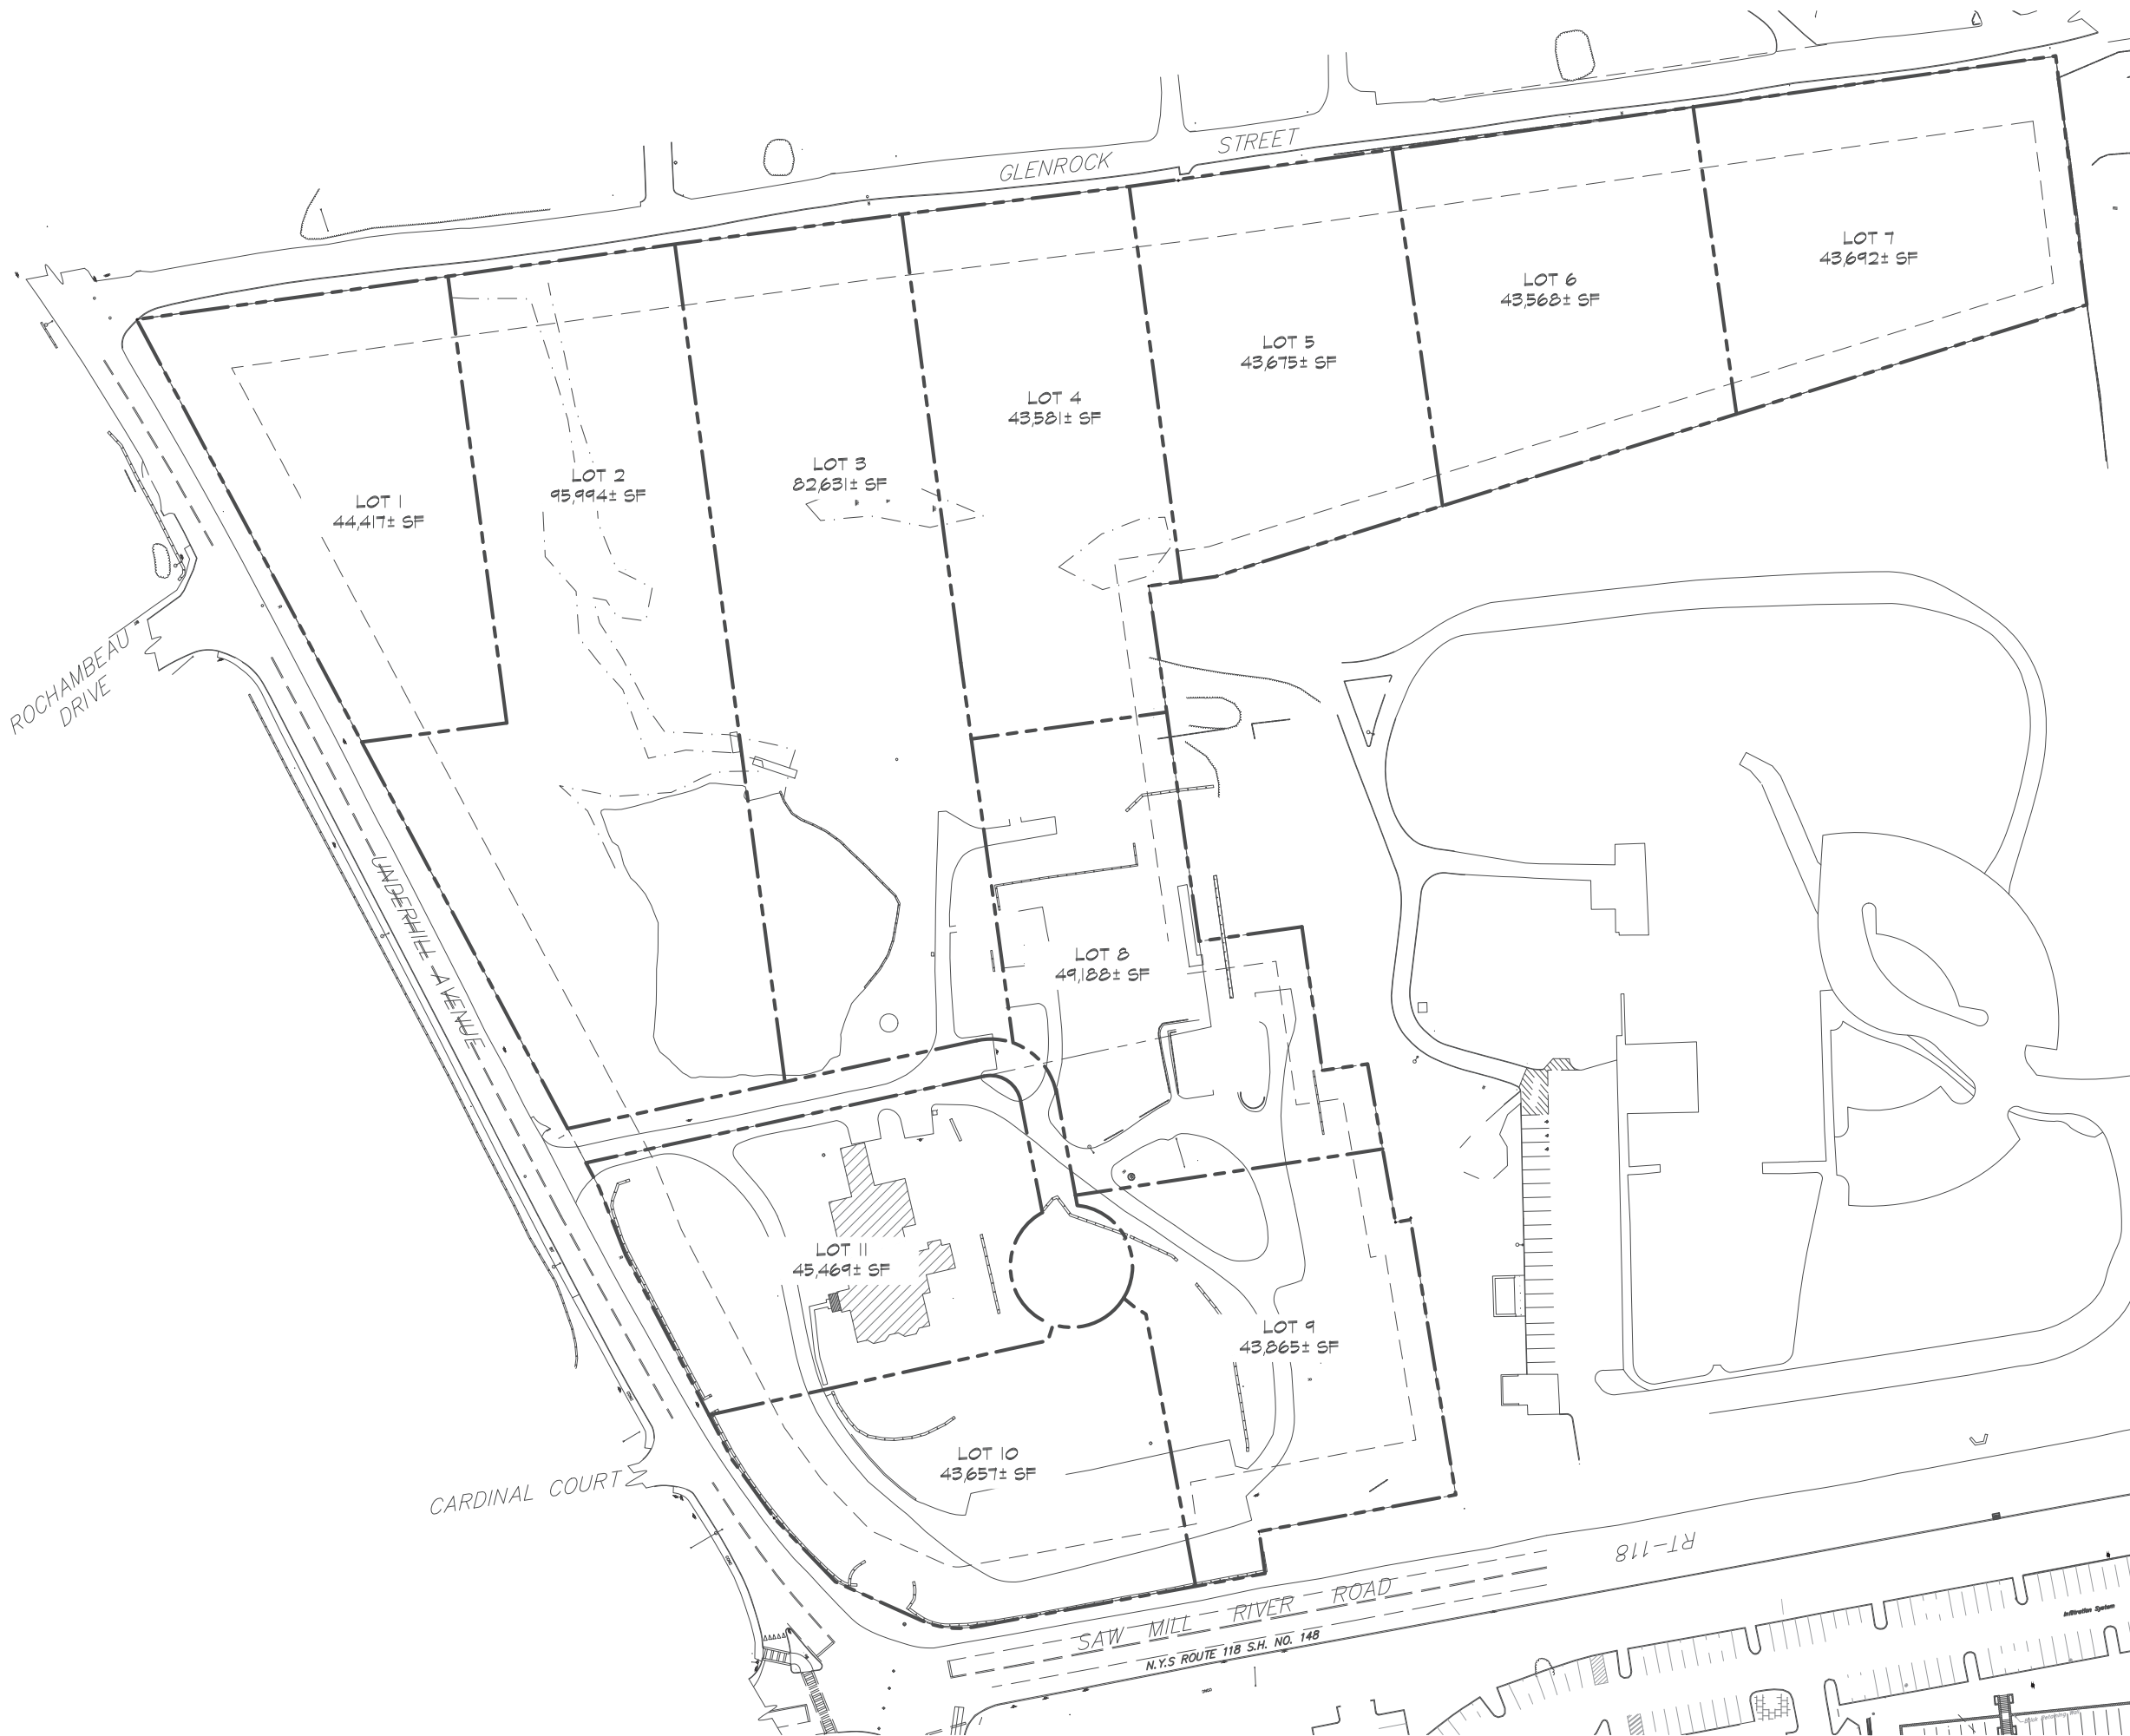 GLENROCK STREET
LOT 7
43,692± SF
LOT 6
43,568± SF
LOT 5
43,675± SF
LOT 4
43,581± SF
LOT 3
82,631± SF
LOT 2
95,994± SF
LOT 1
44,417± SF
ROCHAMBEAU
DRIVE
UNDERHILL AVENUE
LOT 8
49,188± SF
LOT 11
45,469± SF
LOT 9
43,865± SF
LOT 10
43,657± SF
CARDINAL COURT
RT-118
SAW MILL RIVER ROAD
N.Y.S ROUTE 118 S.H. NO. 148
Infiltration System